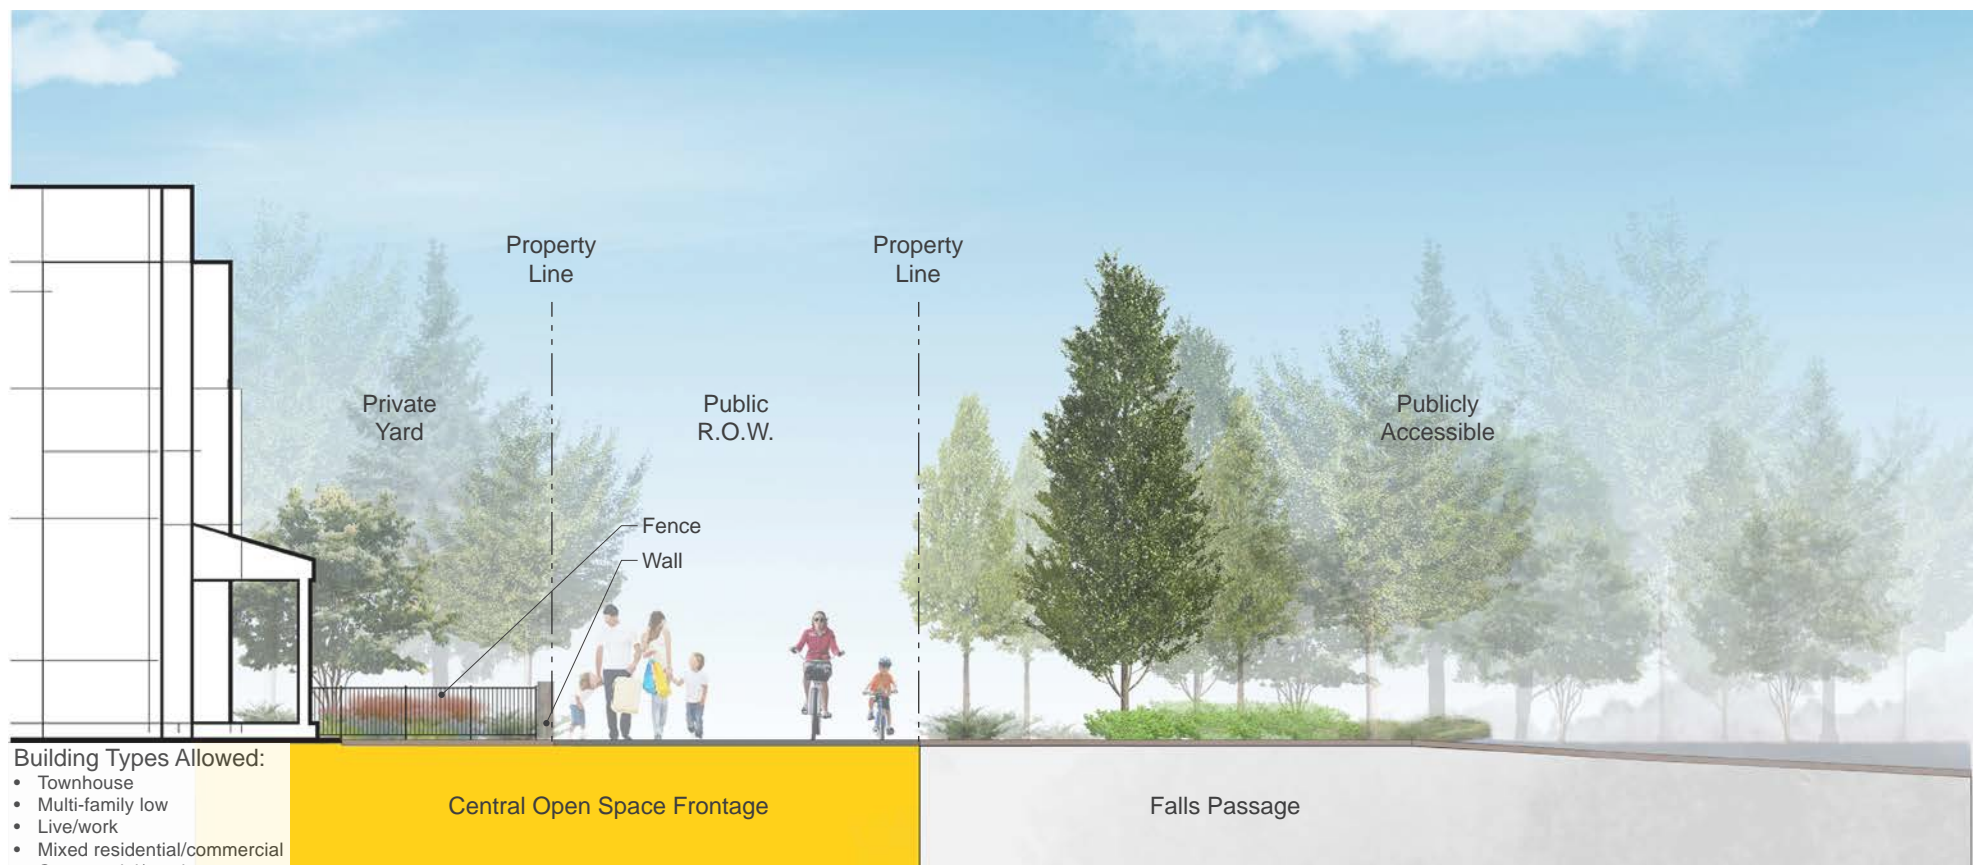 Property
Line
Property
Line
Private
Yard
Public
R.O.W.
Publicly
Accessible
Fence
Wall
Building Types Allowed:
• Townhouse
• Multi-family low
• Live/work
• Mixed residential/commercial
Central Open Space Frontage
Falls Passage